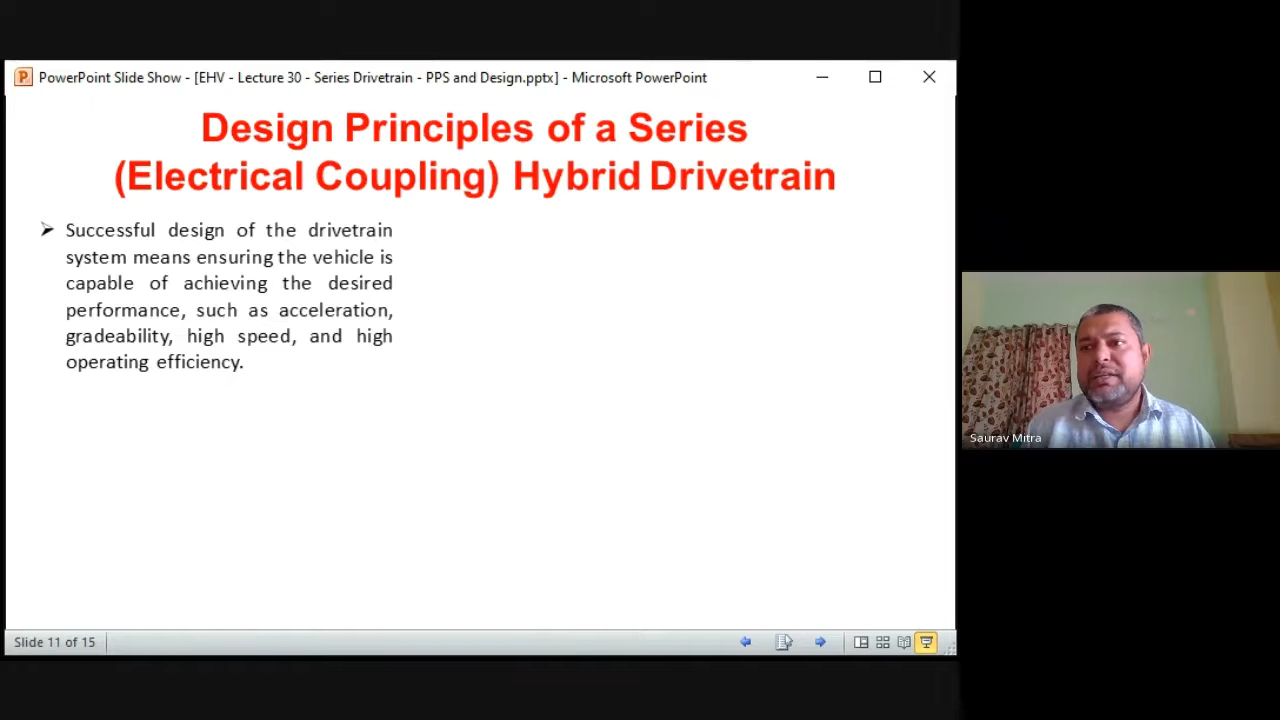 PowerPoint Slide Show - [EHV - Lecture 30 - Series Drivetrain - PPS and Design.pptx] - Microsoft PowerPoint
Design Principles of a Series
(Electrical Coupling) Hybrid Drivetrain
Successful design of the drivetrain
system means ensuring the vehicle is
capable of achieving the desired
performance, such as acceleration,
gradeability, high speed, and high
operating efficiency.
Saurav Mitra
Slide 11 of 15